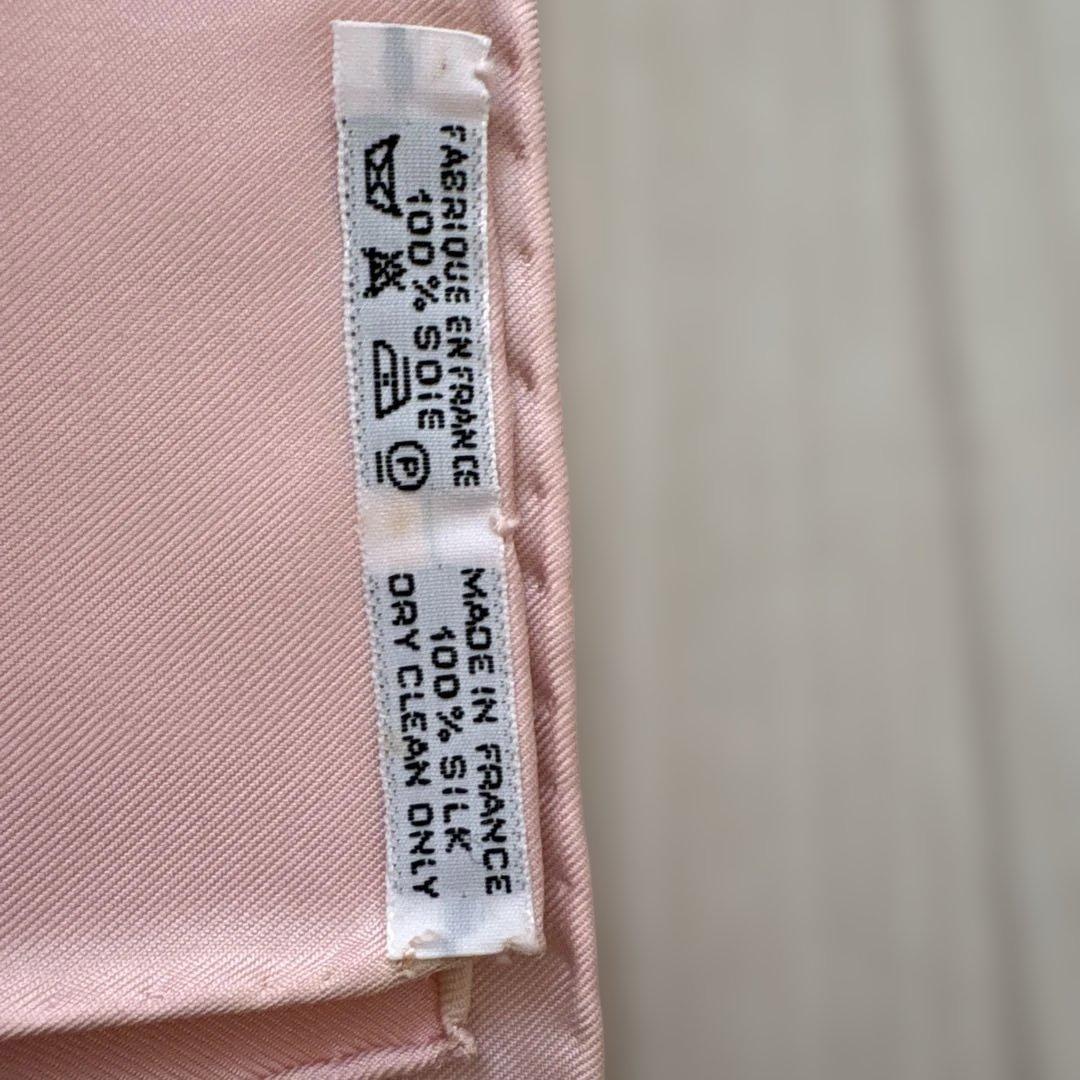 FABRIQUE EN FRANCE
100% SOIE
P
MADE IN FRANCE
100% SILK
DRY CLEAN ONLY